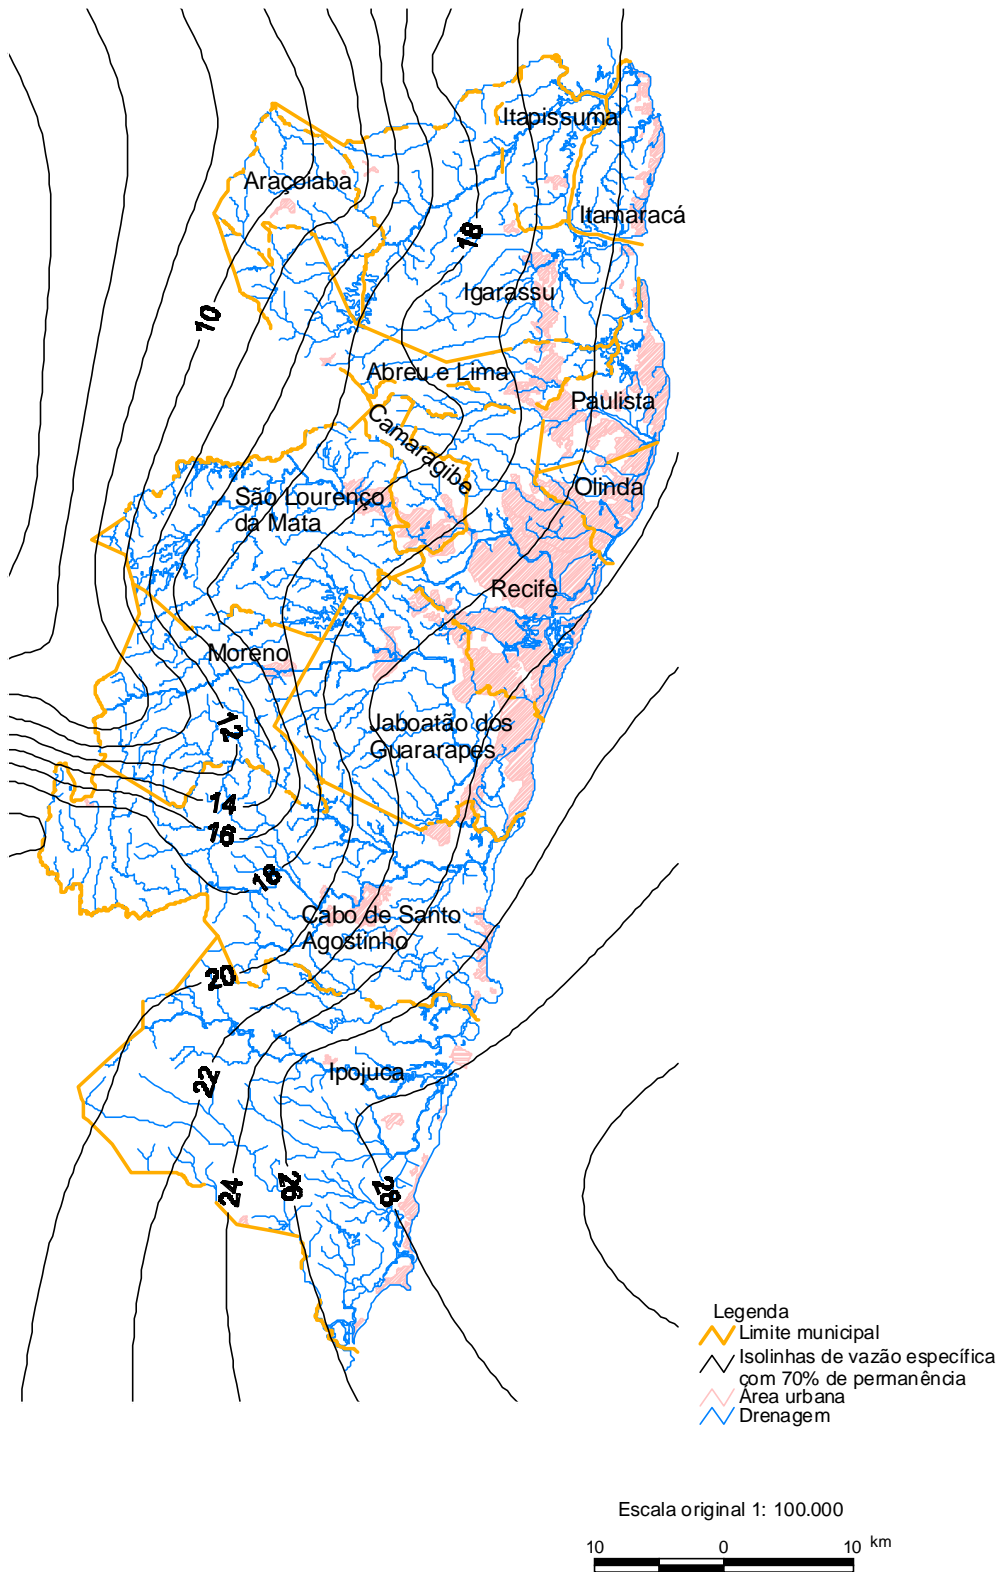 Itapissuma
Araçoiaba
Itamaracá
18
Igarassu
10
Abreu e Lima
Paulista
Camaragibe
Olinda
São Lourenço
da Mata
Recife
Moreno
12
Jaboatão dos
Guararapes
14
16
18
Cabo de Santo
Agostinho
20
Ipojuca
22
24
26
28
Legenda
Limite municipal
Isolinhas de vazão específica
com 70% de permanência
Área urbana
Drenagem
Escala original 1: 100.000
10 0 10 km